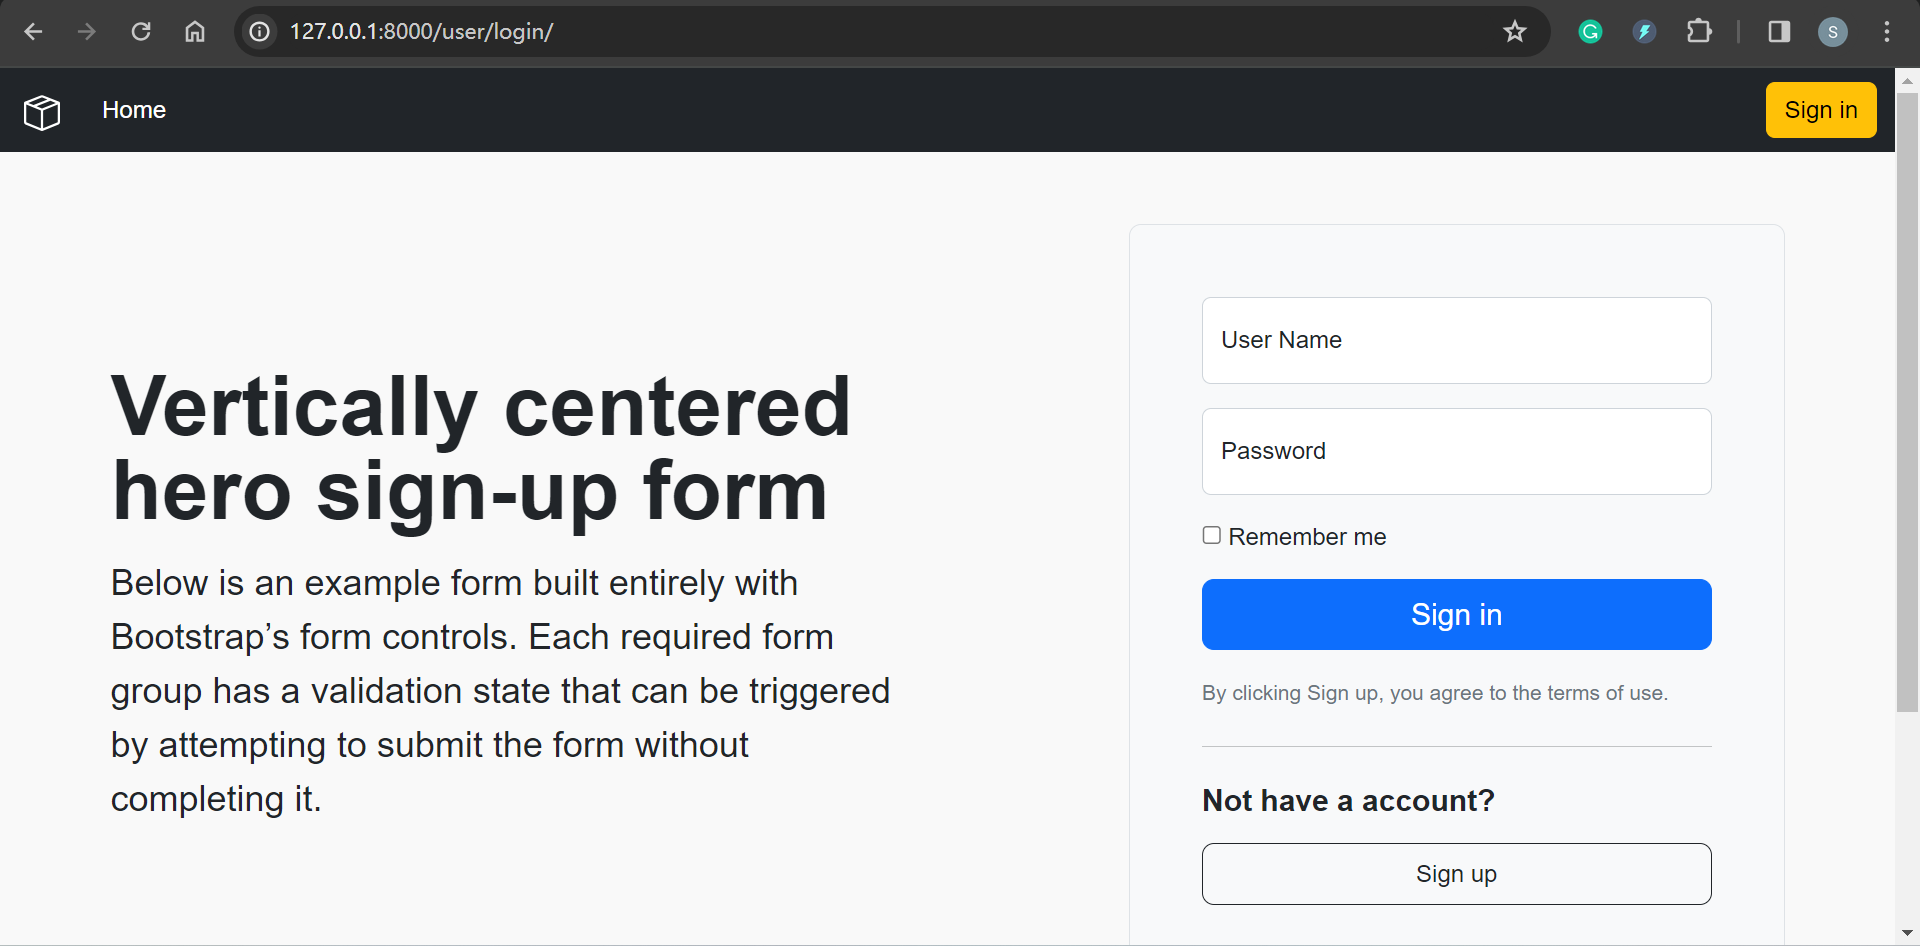 127.0.0.1:8000/user/login/
S
Home
Sign in
Vertically centered
hero sign-up form
Below is an example form built entirely with
Bootstrap’s form controls. Each required form
group has a validation state that can be triggered
by attempting to submit the form without
completing it.
User Name
Password
Remember me
Sign in
By clicking Sign up, you agree to the terms of use.
Not have a account?
Sign up